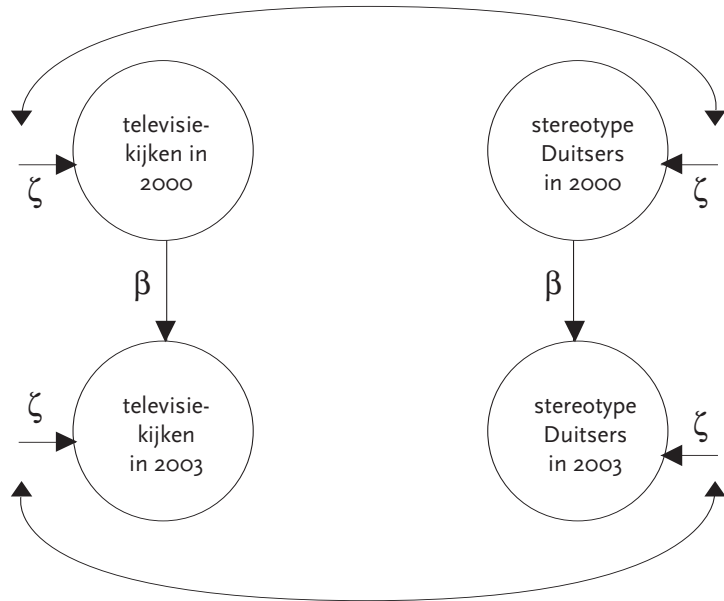 televisie-
kijken in
2000
stereotype
Duitsers
in 2000
ζ
ζ
β
β
ζ
televisie-
kijken
in 2003
stereotype
Duitsers
in 2003
ζ